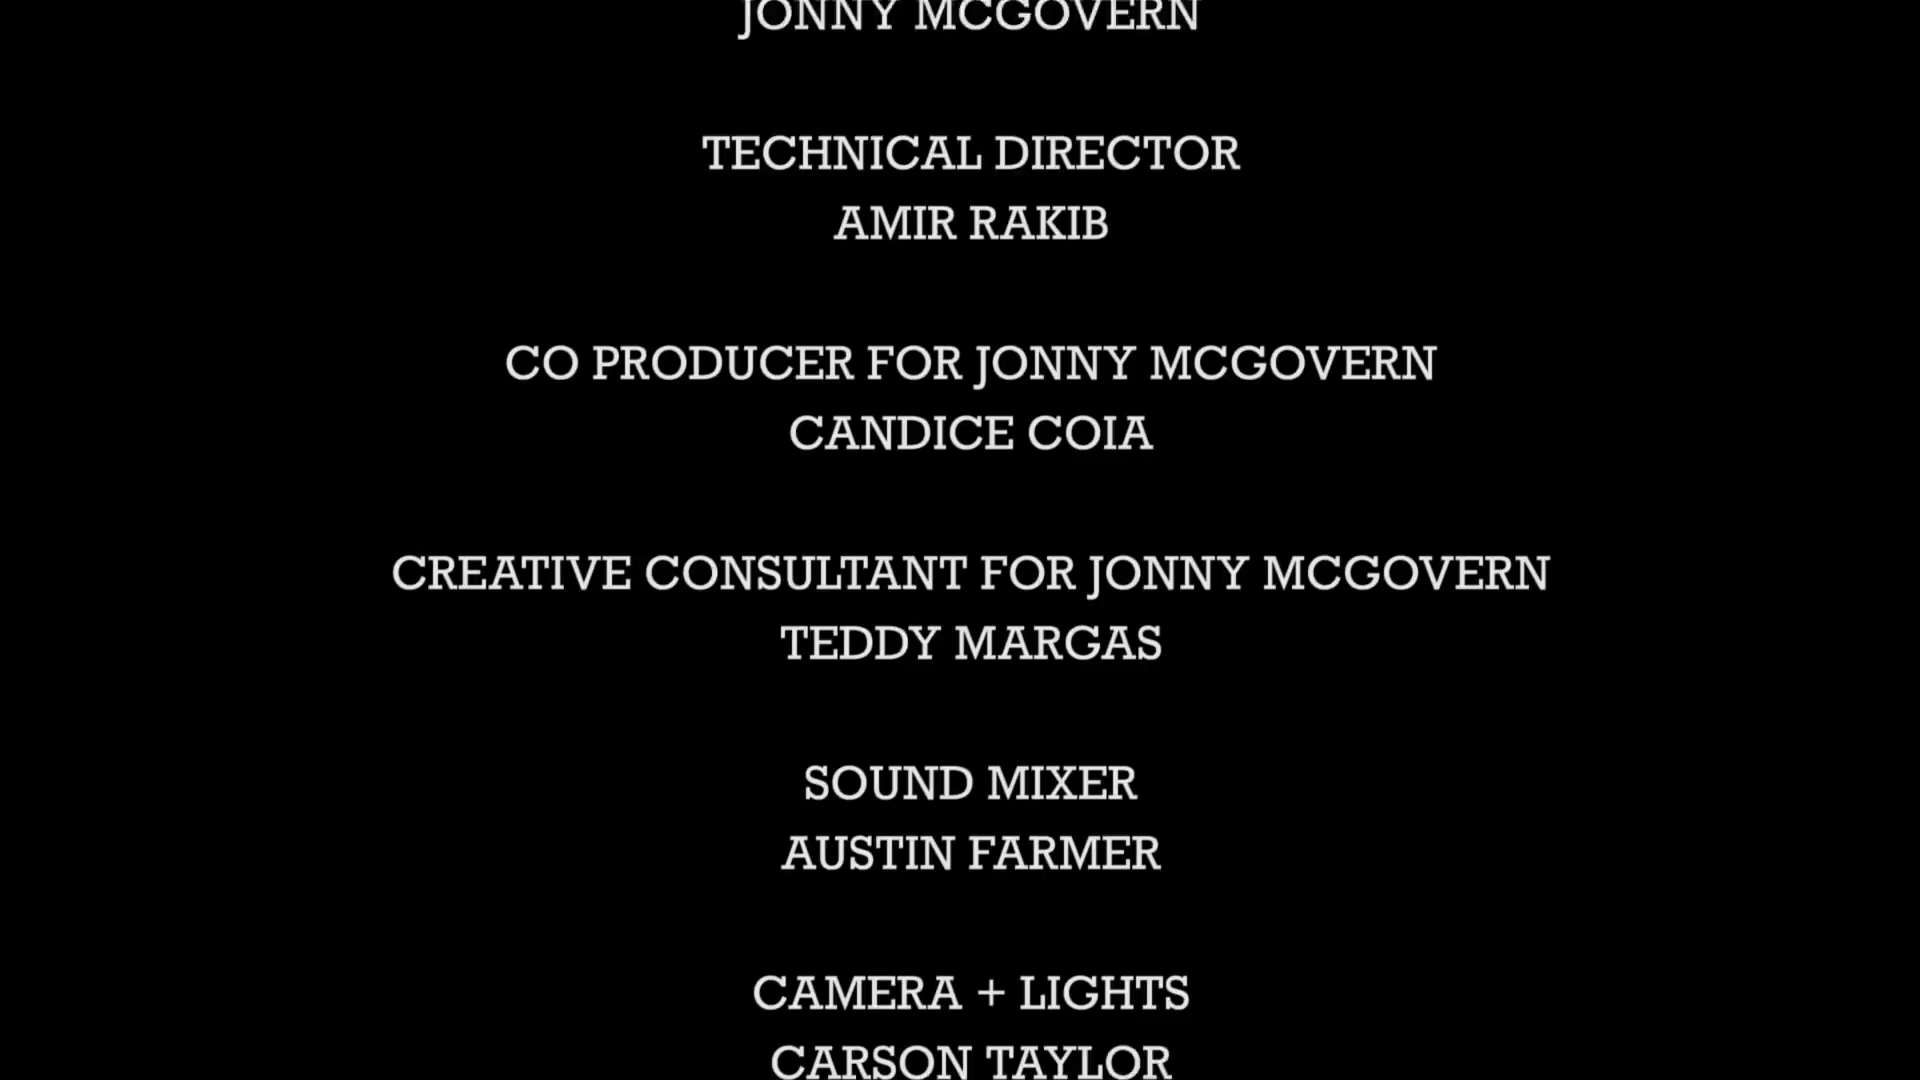 JONNY MCGOVERN
TECHNICAL DIRECTOR
AMIR RAKIB
CO PRODUCER FOR JONNY MCGOVERN
CANDICE COIA
CREATIVE CONSULTANT FOR JONNY MCGOVERN
TEDDY MARGAS
SOUND MIXER
AUSTIN FARMER
CAMERA + LIGHTS
CARSON TAYLOR